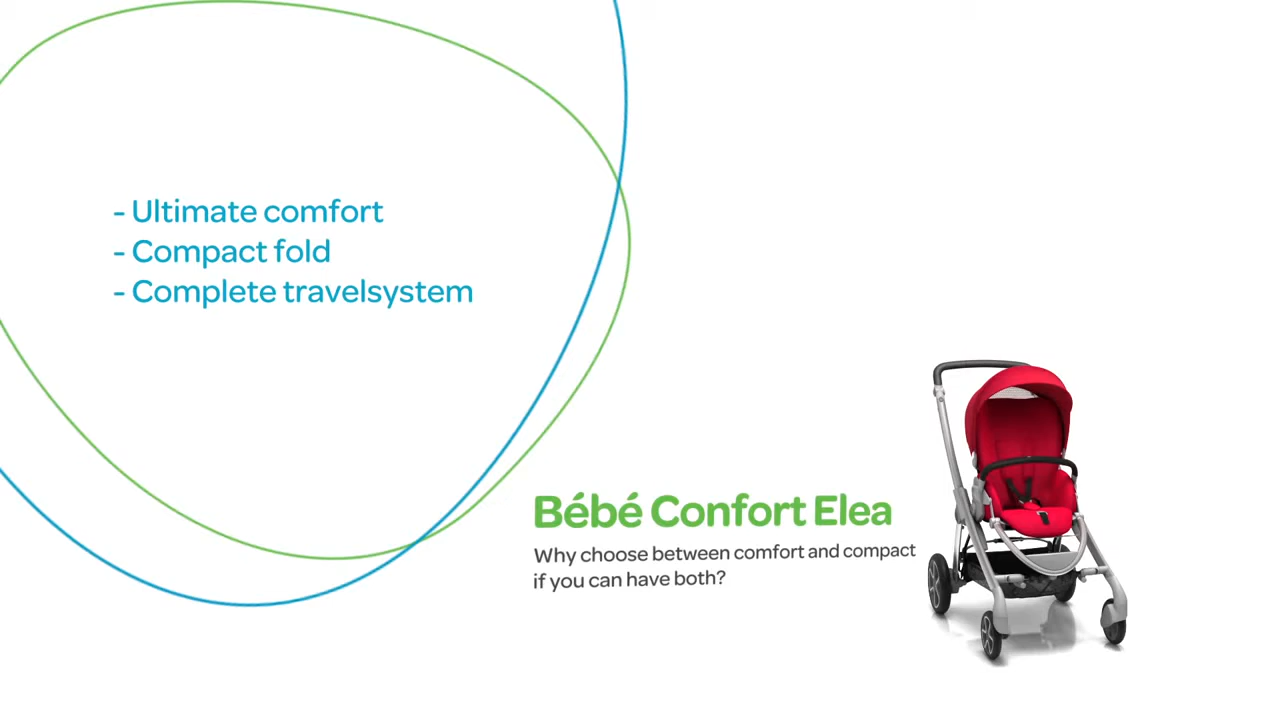 - Ultimate comfort
- Compact fold
- Complete travelsystem
Bébé Confort Elea
Why choose between comfort and compact
if you can have both?